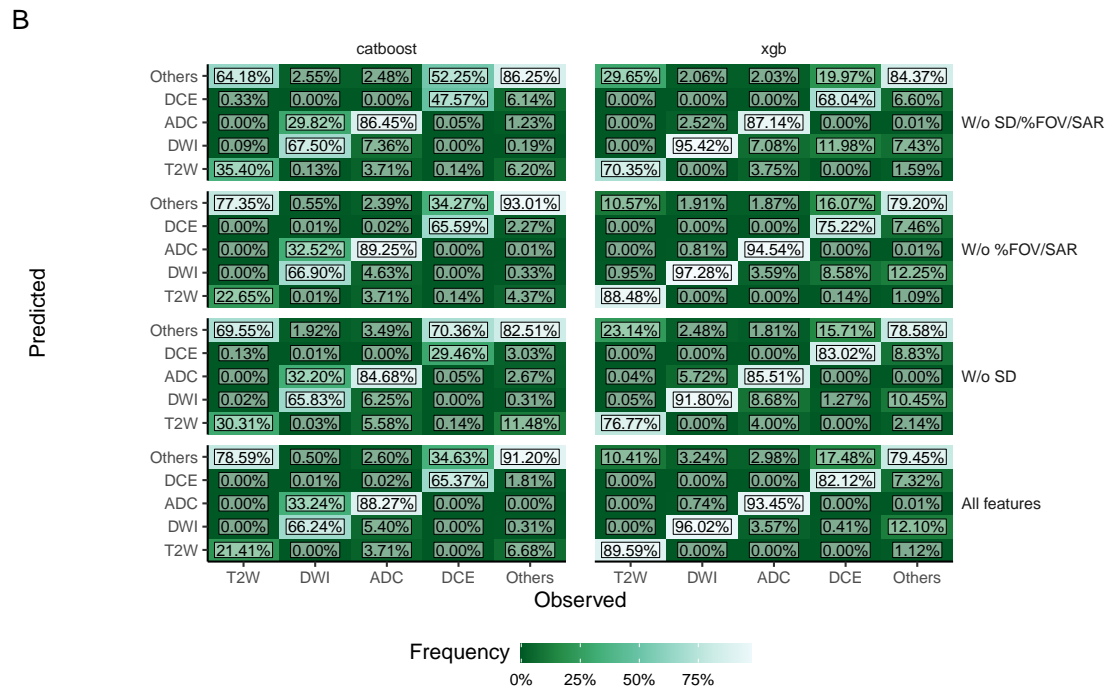 B
catboost xgb
Others 64.18% 2.55% 2.48% 52.25% 86.25% 29.65% 2.06% 2.03% 19.97% 84.37%
DCE 0.33% 0.00% 0.00% 47.57% 6.14% 0.00% 0.00% 0.00% 68.04% 6.60%
ADC 0.00% 29.82% 86.45% 0.05% 1.23% 0.00% 2.52% 87.14% 0.00% 0.01% W/o SD/%FOV/SAR
DWI 0.09% 67.50% 7.36% 0.00% 0.19% 0.00% 95.42% 7.08% 11.98% 7.43%
T2W 35.40% 0.13% 3.71% 0.14% 6.20% 70.35% 0.00% 3.75% 0.00% 1.59%
Others 77.35% 0.55% 2.39% 34.27% 93.01% 10.57% 1.91% 1.87% 16.07% 79.20%
DCE 0.00% 0.01% 0.02% 65.59% 2.27% 0.00% 0.00% 0.00% 75.22% 7.46%
ADC 0.00% 32.52% 89.25% 0.00% 0.01% 0.00% 0.81% 94.54% 0.00% 0.01% W/o %FOV/SAR
DWI 0.00% 66.90% 4.63% 0.00% 0.33% 0.95% 97.28% 3.59% 8.58% 12.25%
T2W 22.65% 0.01% 3.71% 0.14% 4.37% 88.48% 0.00% 0.00% 0.14% 1.09%
Predicted
Others 69.55% 1.92% 3.49% 70.36% 82.51% 23.14% 2.48% 1.81% 15.71% 78.58%
DCE 0.13% 0.01% 0.00% 29.46% 3.03% 0.00% 0.00% 0.00% 83.02% 8.83%
ADC 0.00% 32.20% 84.68% 0.05% 2.67% 0.04% 5.72% 85.51% 0.00% 0.00% W/o SD
DWI 0.02% 65.83% 6.25% 0.00% 0.31% 0.05% 91.80% 8.68% 1.27% 10.45%
T2W 30.31% 0.03% 5.58% 0.14% 11.48% 76.77% 0.00% 4.00% 0.00% 2.14%
Others 78.59% 0.50% 2.60% 34.63% 91.20% 10.41% 3.24% 2.98% 17.48% 79.45%
DCE 0.00% 0.01% 0.02% 65.37% 1.81% 0.00% 0.00% 0.00% 82.12% 7.32%
ADC 0.00% 33.24% 88.27% 0.00% 0.00% 0.00% 0.74% 93.45% 0.00% 0.01% All features
DWI 0.00% 66.24% 5.40% 0.00% 0.31% 0.00% 96.02% 3.57% 0.41% 12.10%
T2W 21.41% 0.00% 3.71% 0.00% 6.68% 89.59% 0.00% 0.00% 0.00% 1.12%
T2W DWI ADC DCE Others T2W DWI ADC DCE Others
Observed
Frequency
0% 25% 50% 75%